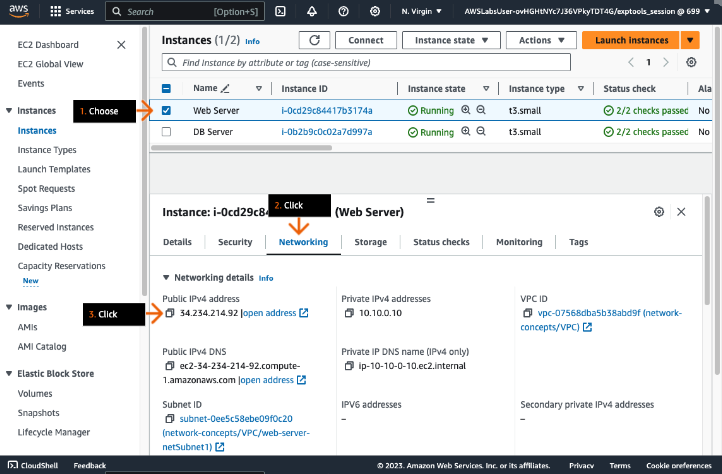 aws
Services
Search
[Option+S]
N. Virgin
AWSLabsUser-ovHGHtNYc7J36VPkyTDT4G/exptools_session @ 699
EC2 Dashboard
EC2 Global View
Events
Instances
Instances
Instance Types
Launch Templates
Spot Requests
Savings Plans
Reserved Instances
Dedicated Hosts
Capacity Reservations
New
Images
AMIs
AMI Catalog
Elastic Block Store
Volumes
Snapshots
Lifecycle Manager
1. Choose
Instances (1/2) Info
Connect
Instance state
Actions
Launch instances
Find Instance by attribute or tag (case-sensitive)
1
Name Instance ID Instance state Instance type Status check Ala
Web Server i-0cd29c84417b3174a Running t3.small 2/2 checks passed No
DB Server i-0b2b9c0c02a7d997a Running t3.small 2/2 checks passed No
Instance: i-0cd29c84 (Web Server)
2. Click
Details Security Networking Storage Status checks Monitoring Tags
Networking details Info
Public IPv4 address
34.234.214.92 |open address
3. Click
Private IPv4 addresses
10.10.0.10
VPC ID
vpc-07568dba5b38abd9f (network-
concepts/VPC)
Public IPv4 DNS
ec2-34-234-214-92.compute-
1.amazonaws.com |open address
Private IP DNS name (IPv4 only)
ip-10-10-0-10.ec2.internal
Subnet ID
subnet-0ee5c58ebe09f0c20
(network-concepts/VPC/web-server-
netSubnet1)
IPV6 addresses
–
Secondary private IPv4 addresses
–
CloudShell Feedback © 2023, Amazon Web Services, Inc. or its affiliates. Privacy Terms Cookie preferences